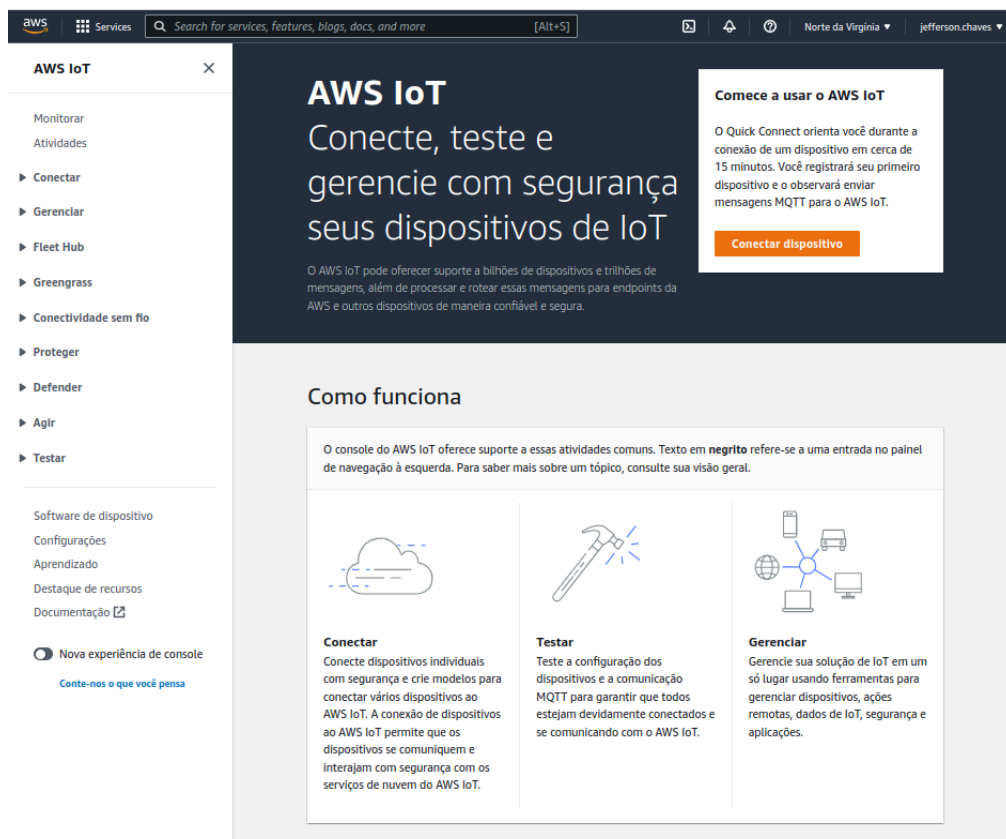 aws
Services
Search for services, features, blogs, docs, and more
[Alt+S]
Norte da Virgínia ▼
jefferson.chaves ▼
AWS IoT
Monitorar
Atividades
Conectar
Gerenciar
Fleet Hub
Greengrass
Conectividade sem fio
Proteger
Defender
Agir
Testar
Software de dispositivo
Configurações
Aprendizado
Destaque de recursos
Documentação
Nova experiência de console
Conte-nos o que você pensa
AWS IoT
Conecte, teste e
gerencie com segurança
seus dispositivos de IoT
O AWS IoT pode oferecer suporte a bilhões de dispositivos e trilhões de
mensagens, além de processar e rotear essas mensagens para endpoints da
AWS e outros dispositivos de maneira confiável e segura.
Comece a usar o AWS IoT
O Quick Connect orienta você durante a
conexão de um dispositivo em cerca de
15 minutos. Você registrará seu primeiro
dispositivo e o observará enviar
mensagens MQTT para o AWS IoT.
Conectar dispositivo
Como funciona
O console do AWS IoT oferece suporte a essas atividades comuns. Texto em negrito refere-se a uma entrada no painel
de navegação à esquerda. Para saber mais sobre um tópico, consulte sua visão geral.
Conectar
Conecte dispositivos individuais
com segurança e crie modelos para
conectar vários dispositivos ao
AWS IoT. A conexão de dispositivos
ao AWS IoT permite que os
dispositivos se comuniquem e
interajam com segurança com os
serviços de nuvem do AWS IoT.
Testar
Teste a configuração dos
dispositivos e a comunicação
MQTT para garantir que todos
estejam devidamente conectados e
se comunicando com o AWS IoT.
Gerenciar
Gerencie sua solução de IoT em um
só lugar usando ferramentas para
gerenciar dispositivos, ações
remotas, dados de IoT, segurança e
aplicações.